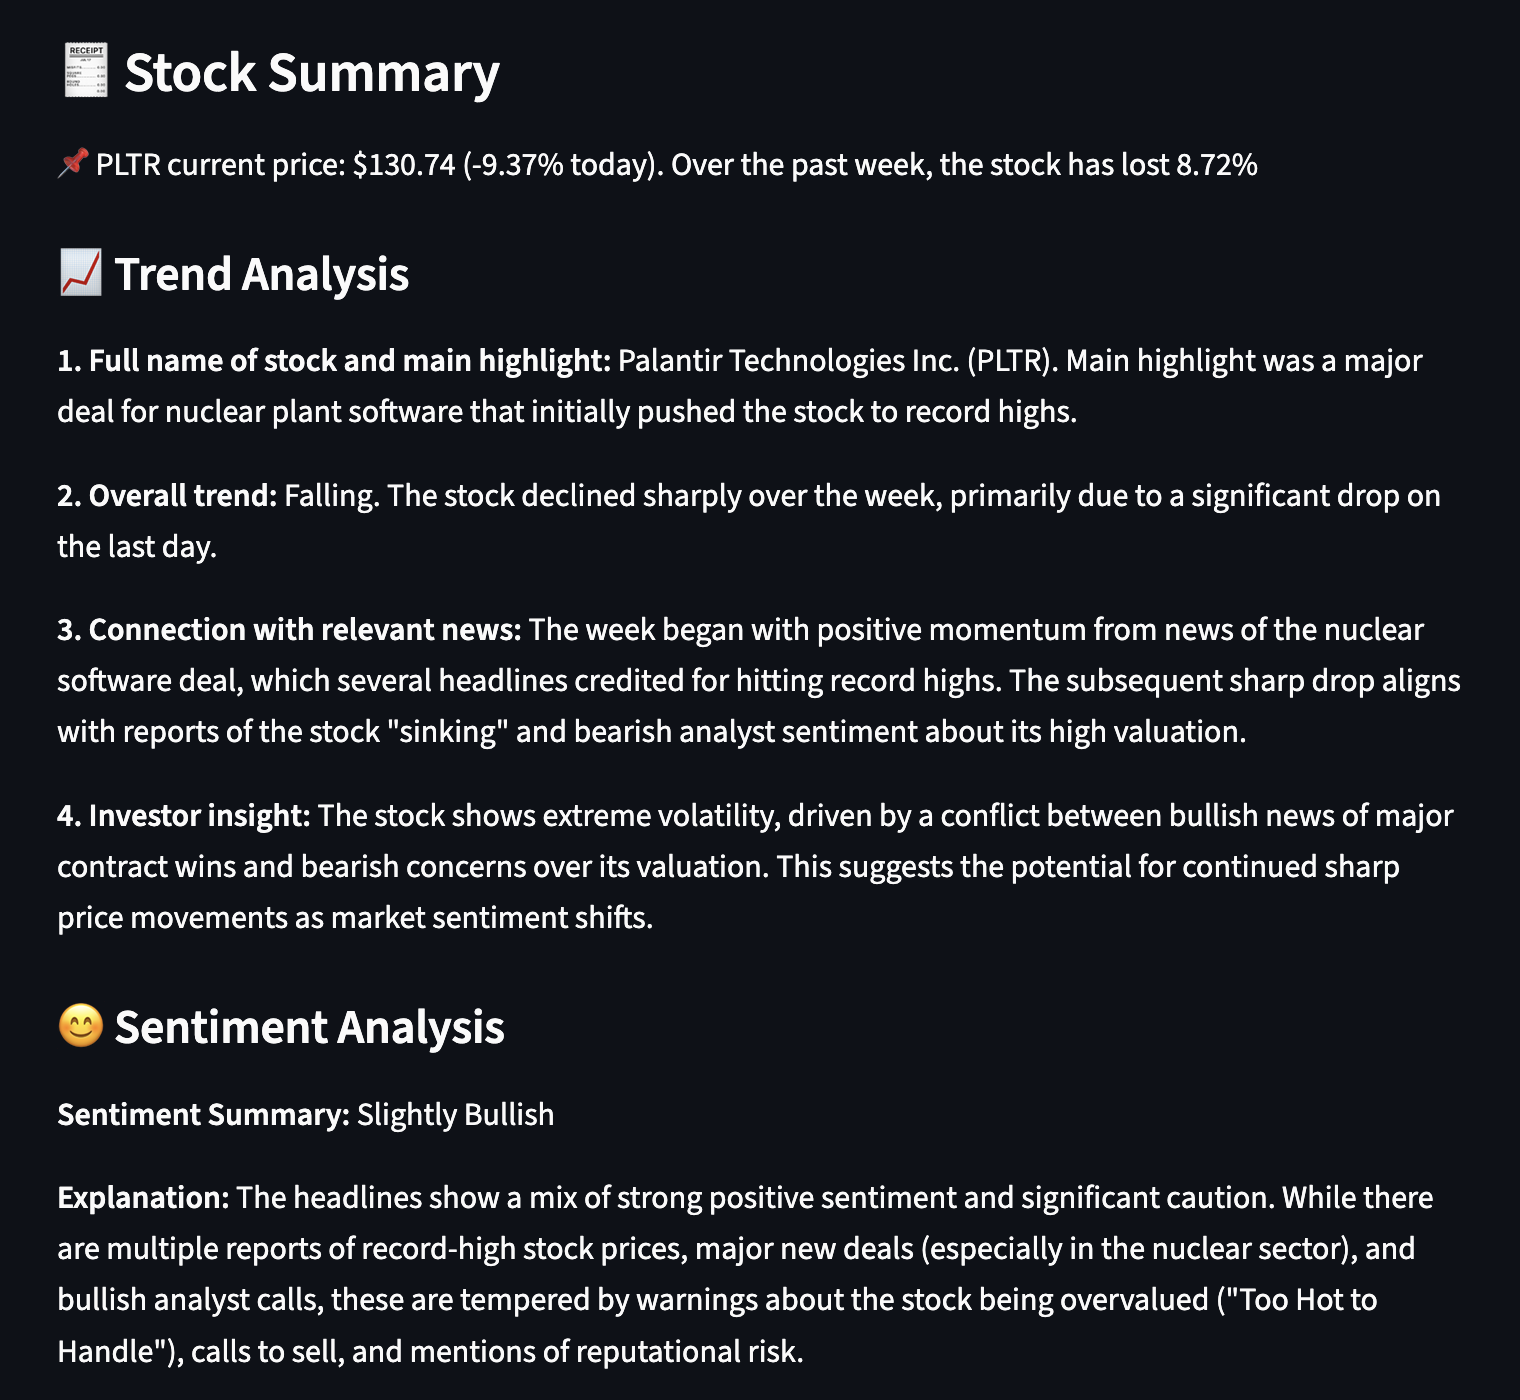 RECEIPT
Stock Summary
PLTR current price: $130.74 (-9.37% today). Over the past week, the stock has lost 8.72%
Trend Analysis
1. Full name of stock and main highlight: Palantir Technologies Inc. (PLTR). Main highlight was a major
deal for nuclear plant software that initially pushed the stock to record highs.
2. Overall trend: Falling. The stock declined sharply over the week, primarily due to a significant drop on
the last day.
3. Connection with relevant news: The week began with positive momentum from news of the nuclear
software deal, which several headlines credited for hitting record highs. The subsequent sharp drop aligns
with reports of the stock "sinking" and bearish analyst sentiment about its high valuation.
4. Investor insight: The stock shows extreme volatility, driven by a conflict between bullish news of major
contract wins and bearish concerns over its valuation. This suggests the potential for continued sharp
price movements as market sentiment shifts.
Sentiment Analysis
Sentiment Summary: Slightly Bullish
Explanation: The headlines show a mix of strong positive sentiment and significant caution. While there
are multiple reports of record-high stock prices, major new deals (especially in the nuclear sector), and
bullish analyst calls, these are tempered by warnings about the stock being overvalued ("Too Hot to
Handle"), calls to sell, and mentions of reputational risk.